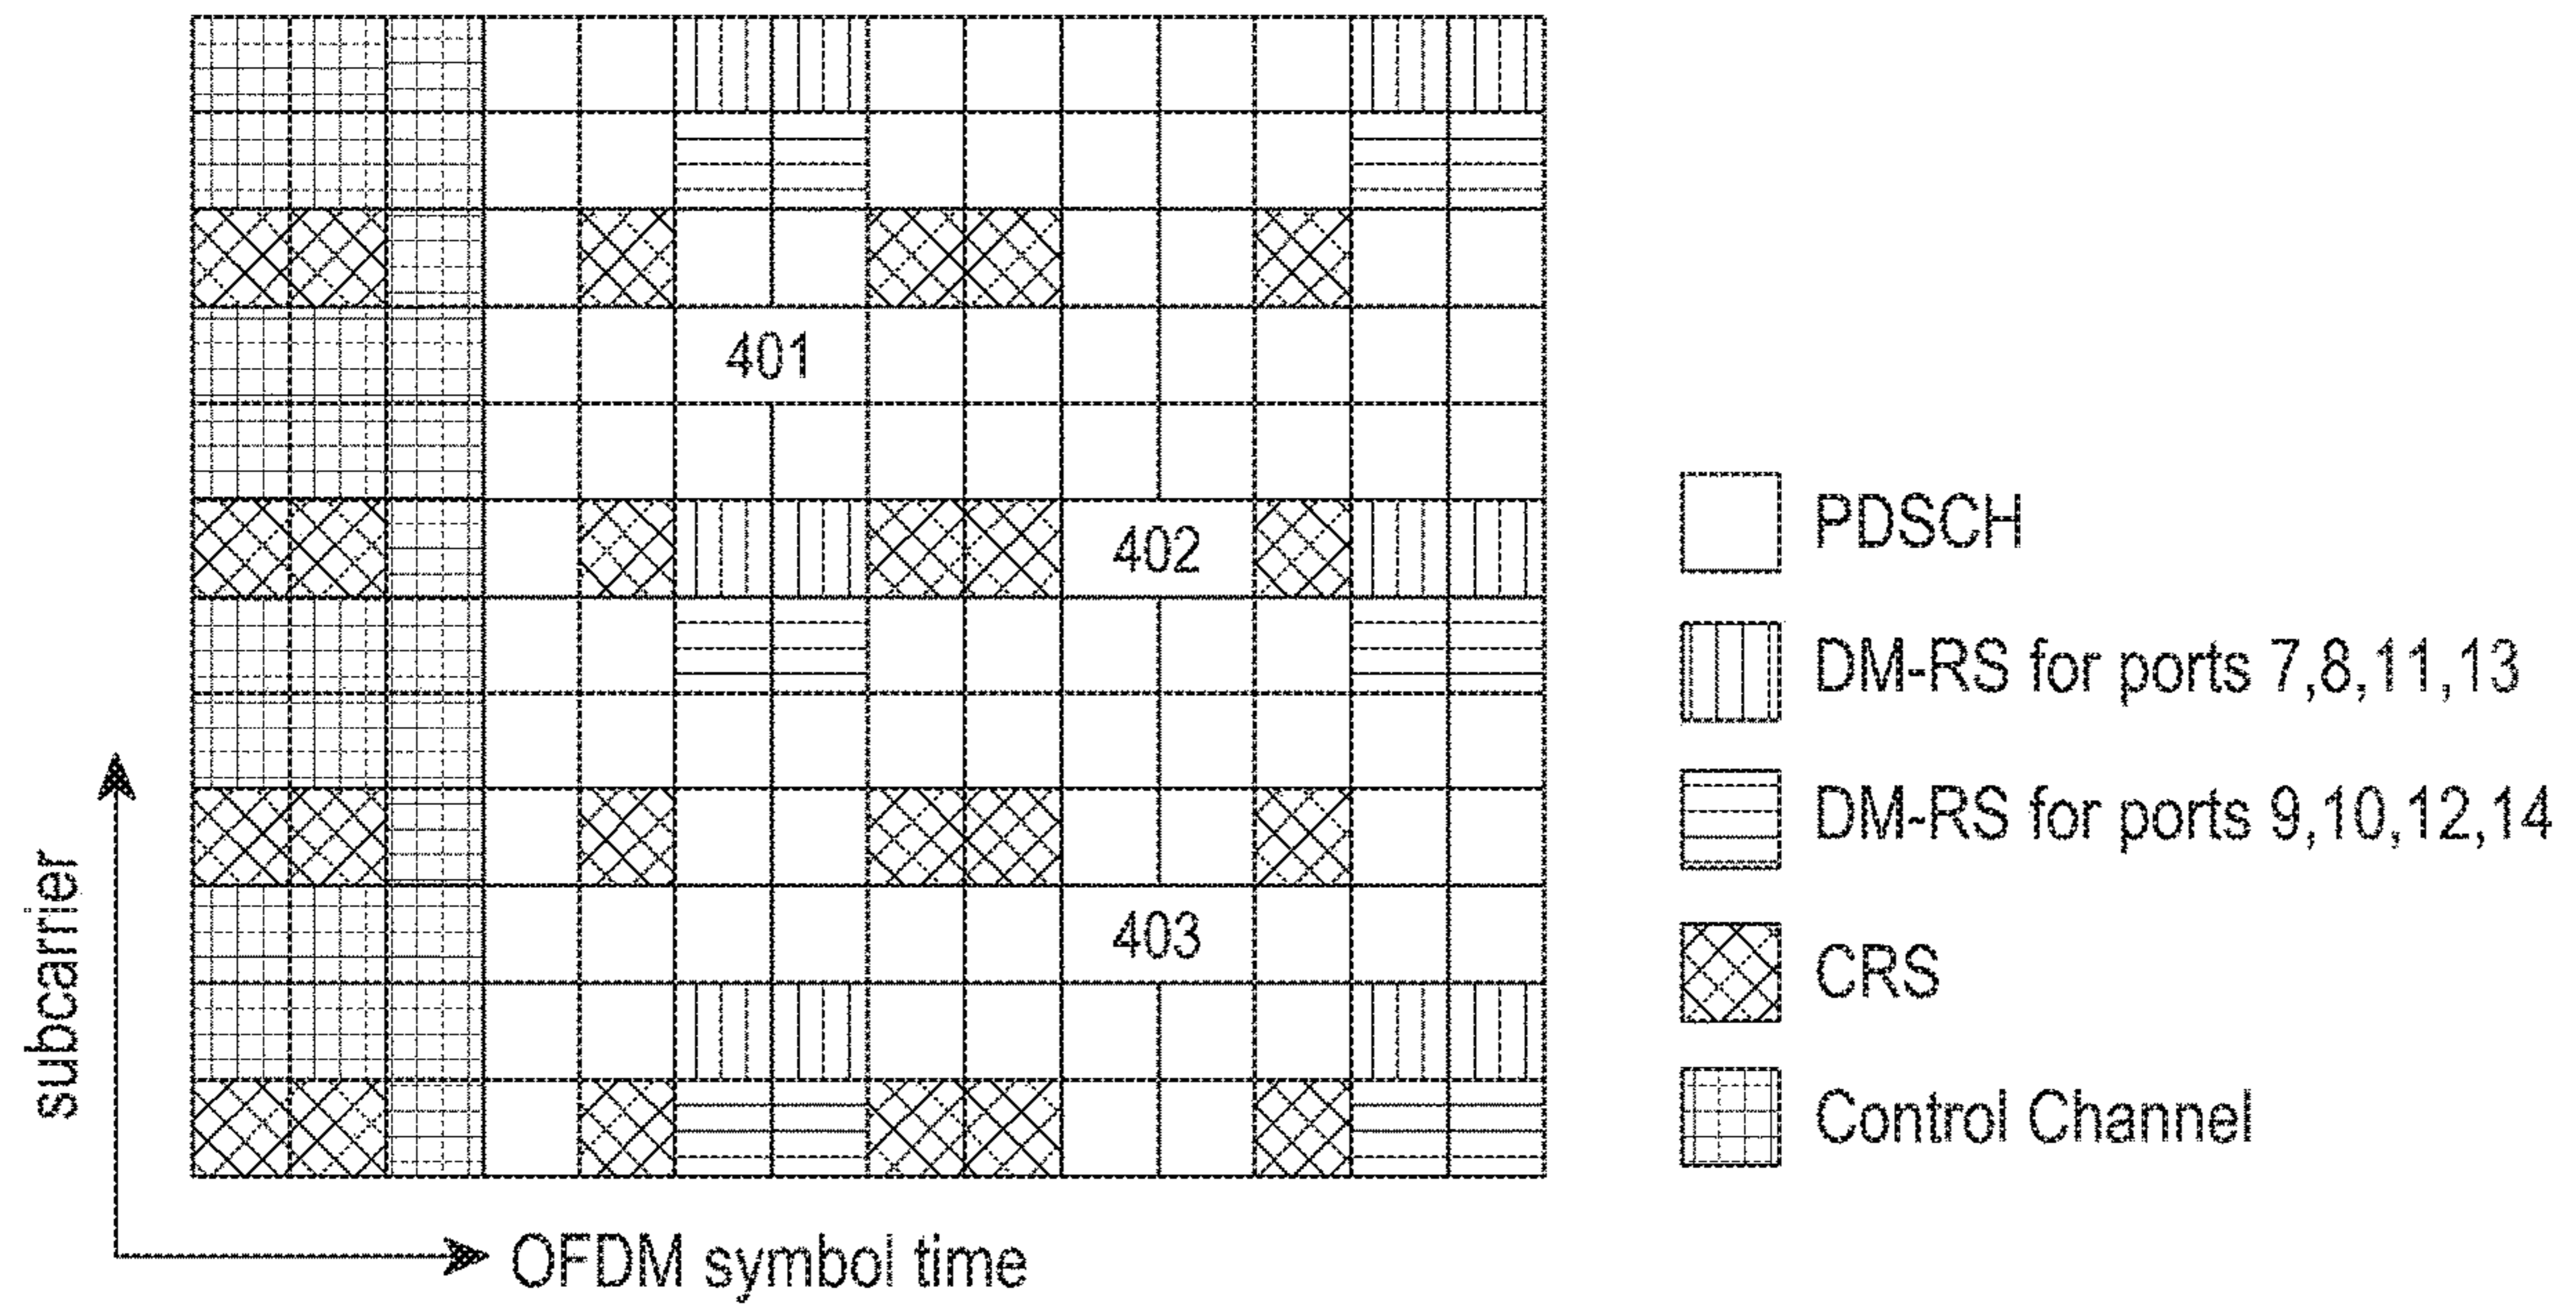 401
402
403
subcarrier
OFDM symbol time
PDSCH
DM-RS for ports 7,8,11,13
DM-RS for ports 9,10,12,14
CRS
Control Channel